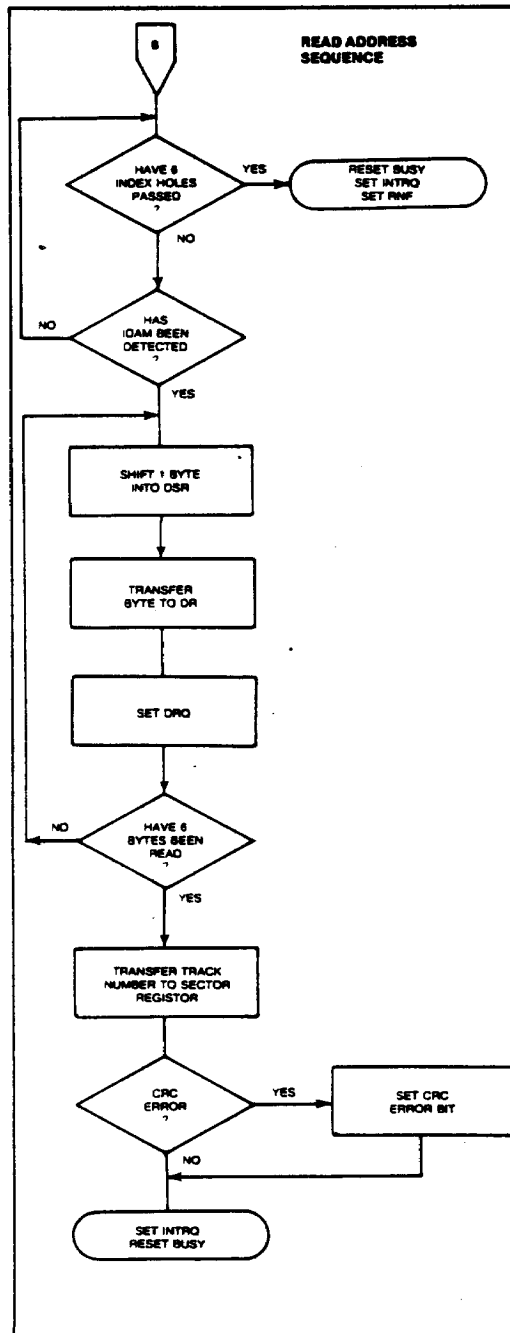 6
READ ADDRESS
SEQUENCE
HAVE 6
INDEX HOLES
PASSED
?
YES
RESET BUSY
SET INTRQ
SET RNF
NO
HAS
IDAM BEEN
DETECTED
?
NO
YES
SHIFT 1 BYTE
INTO DSR
TRANSFER
BYTE TO DR
SET DRQ
HAVE 6
BYTES BEEN
READ
?
NO
YES
TRANSFER TRACK
NUMBER TO SECTOR
REGISTOR
CRC
ERROR
?
YES
SET CRC
ERROR BIT
NO
SET INTRQ
RESET BUSY